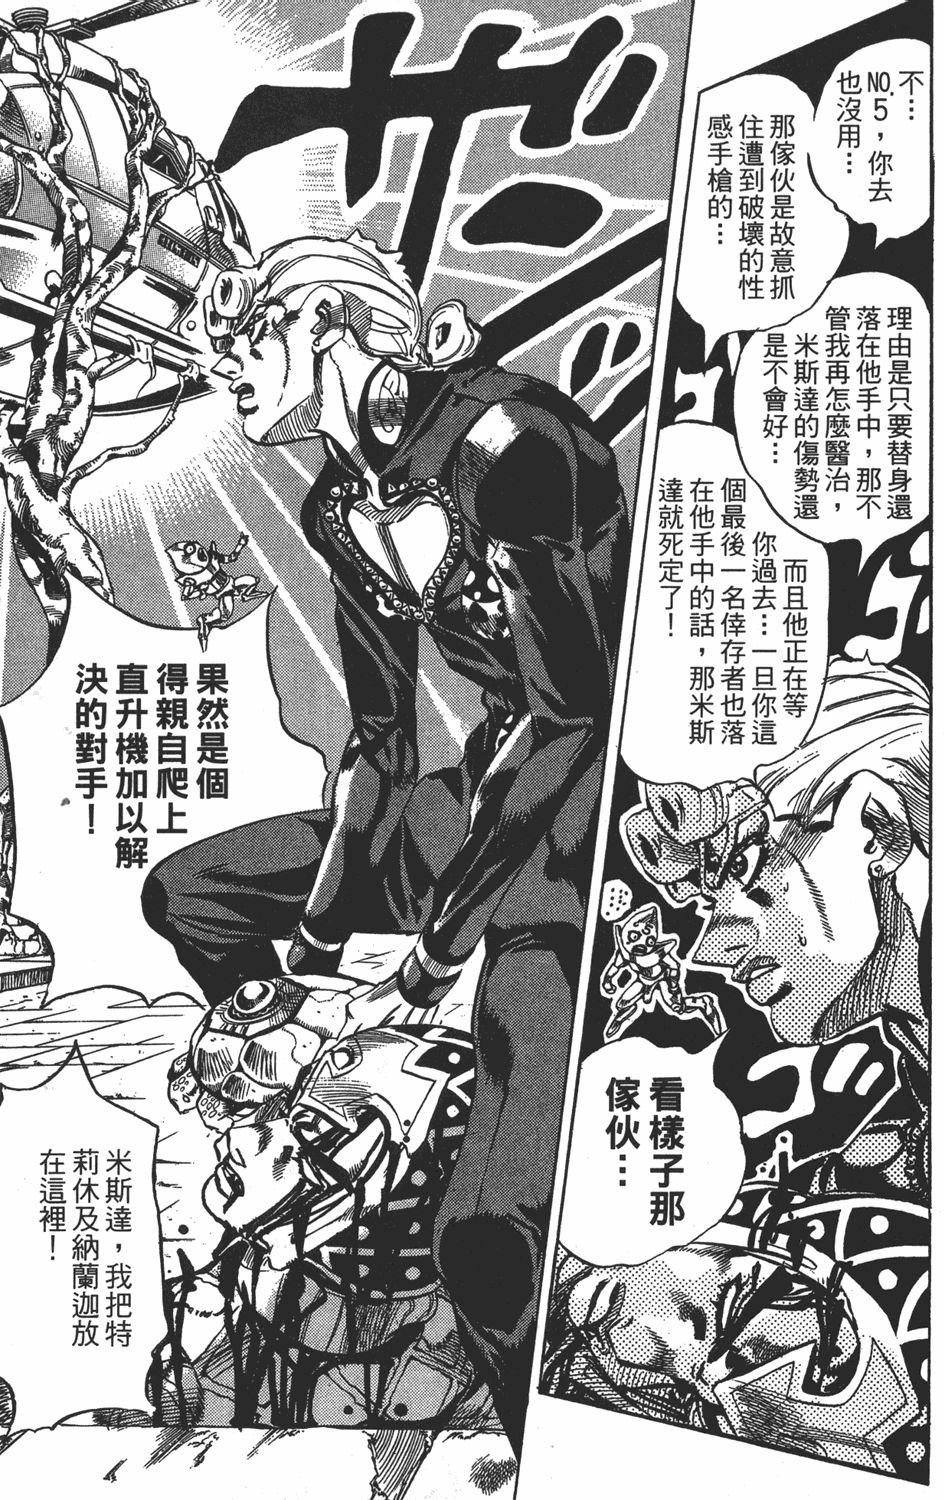 不…
NO.5，你去
也沒用…
那傢伙是故意抓
住遭到破壞的性
感手槍的…
理由是只要替身還
落在他手中，那不
管我再怎麼醫治，
米斯達的傷勢還
是不會好…
而且他正在等
你過去…一旦你這
個最後一名倖存者也落
在他手中的話，那米斯
達就死定了！
看樣子那
傢伙…
ザン
ゴゴ
果然是個
得親自爬上
直升機加以解
決的對手！
米斯達，我把特
莉休及納蘭迦放
在這裡！